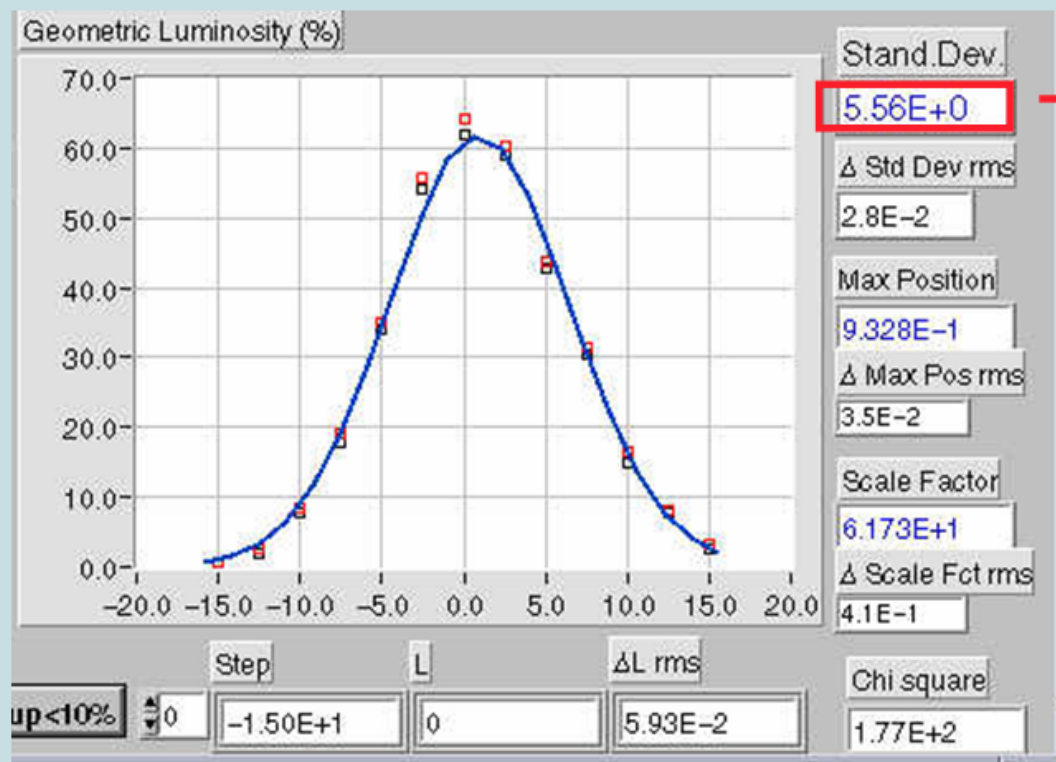 Geometric Luminosity (%)
70.0
60.0
50.0
40.0
30.0
20.0
10.0
0.0
−20.0 −15.0 −10.0 −5.0 0.0 5.0 10.0 15.0 20.0
Stand.Dev.
5.56E+0
Δ Std Dev rms
2.8E−2
Max Position
9.328E−1
Δ Max Pos rms
3.5E−2
Scale Factor
6.173E+1
Δ Scale Fct rms
4.1E−1
Step L ΔL rms
up<10% 0 −1.50E+1 0 5.93E−2
Chi square
1.77E+2